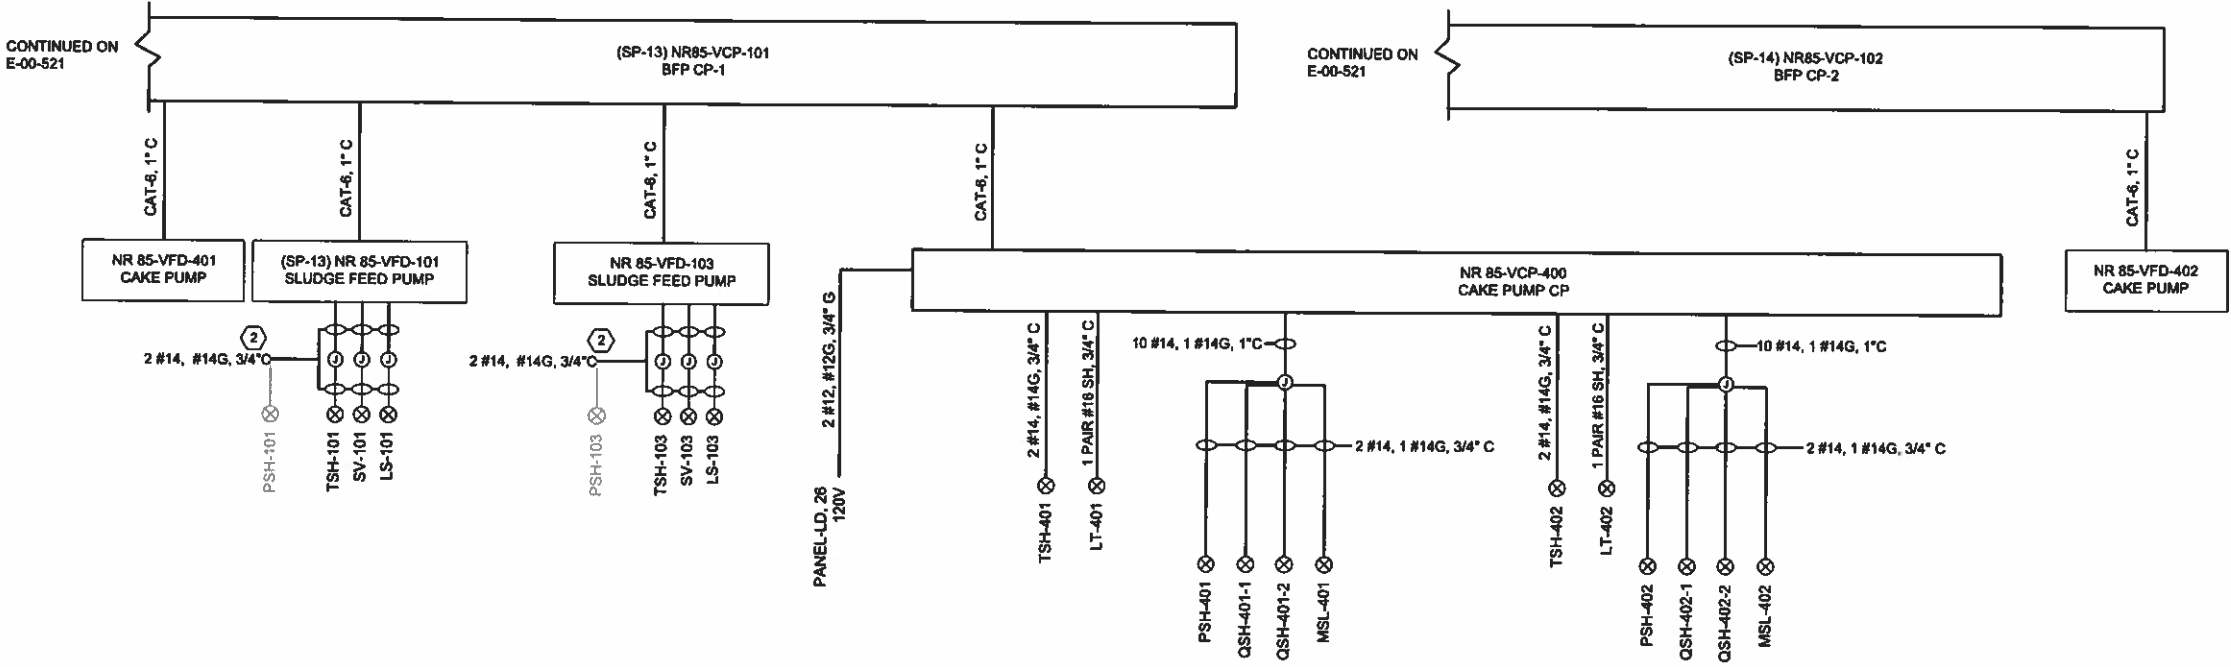 CONTINUED ON
E-00-521
(SP-13) NR85-VCP-101
BFP CP-1
CONTINUED ON
E-00-521
(SP-14) NR85-VCP-102
BFP CP-2
CAT-6, 1" C
CAT-6, 1" C
CAT-6, 1" C
CAT-6, 1" C
CAT-6, 1" C
NR 85-VFD-401
CAKE PUMP
(SP-13) NR 85-VFD-101
SLUDGE FEED PUMP
NR 85-VFD-103
SLUDGE FEED PUMP
NR 85-VCP-400
CAKE PUMP CP
NR 85-VFD-402
CAKE PUMP
2
2 #14, #14G, 3/4"C
J
J
J
PSH-101
TSH-101
SV-101
LS-101
2
2 #14, #14G, 3/4"C
J
J
J
PSH-103
TSH-103
SV-103
LS-103
2 #12, #12G, 3/4" G
PANEL-LD, 26
120V
2 #14, #14G, 3/4" C
1 PAIR #16 SH, 3/4" C
10 #14, 1 #14G, 1"C
J
2 #14, 1 #14G, 3/4" C
TSH-401
LT-401
PSH-401
QSH-401-1
QSH-401-2
MSL-401
2 #14, #14G, 3/4" C
1 PAIR #16 SH, 3/4" C
10 #14, 1 #14G, 1"C
J
2 #14, 1 #14G, 3/4" C
TSH-402
LT-402
PSH-402
QSH-402-1
QSH-402-2
MSL-402